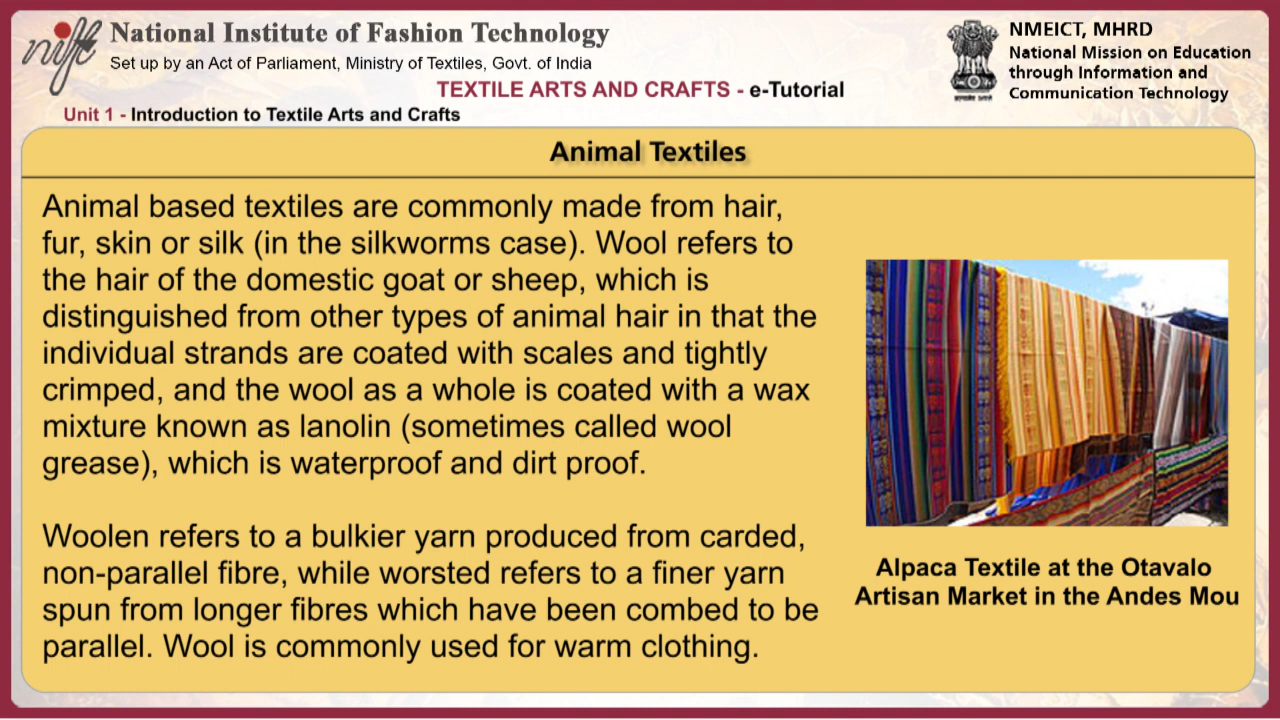 nift
National Institute of Fashion Technology
Set up by an Act of Parliament, Ministry of Textiles, Govt. of India
TEXTILE ARTS AND CRAFTS - e-Tutorial
Unit 1 - Introduction to Textile Arts and Crafts
NMEICT, MHRD
National Mission on Education
through Information and
Communication Technology
Animal Textiles
Animal based textiles are commonly made from hair,
fur, skin or silk (in the silkworms case). Wool refers to
the hair of the domestic goat or sheep, which is
distinguished from other types of animal hair in that the
individual strands are coated with scales and tightly
crimped, and the wool as a whole is coated with a wax
mixture known as lanolin (sometimes called wool
grease), which is waterproof and dirt proof.
Woolen refers to a bulkier yarn produced from carded,
non-parallel fibre, while worsted refers to a finer yarn
spun from longer fibres which have been combed to be
parallel. Wool is commonly used for warm clothing.
Alpaca Textile at the Otavalo
Artisan Market in the Andes Mou